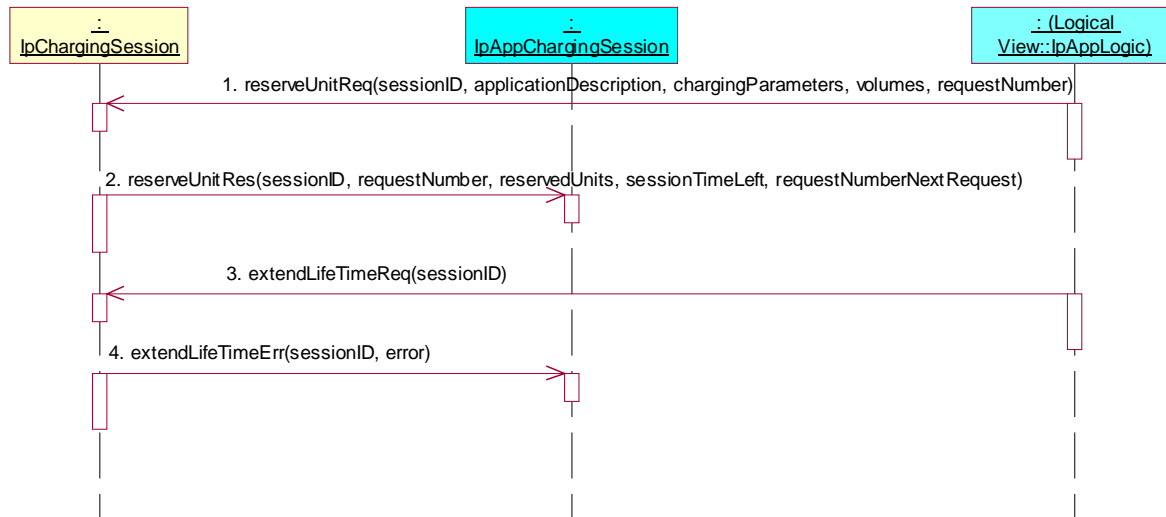 :
IpChargingSession
:
IpAppChargingSession
: (Logical
View::IpAppLogic)
1. reserveUnitReq(sessionID, applicationDescription, chargingParameters, volumes, requestNumber)
2. reserveUnitRes(sessionID, requestNumber, reservedUnits, sessionTimeLeft, requestNumberNextRequest)
3. extendLifeTimeReq(sessionID)
4. extendLifeTimeErr(sessionID, error)